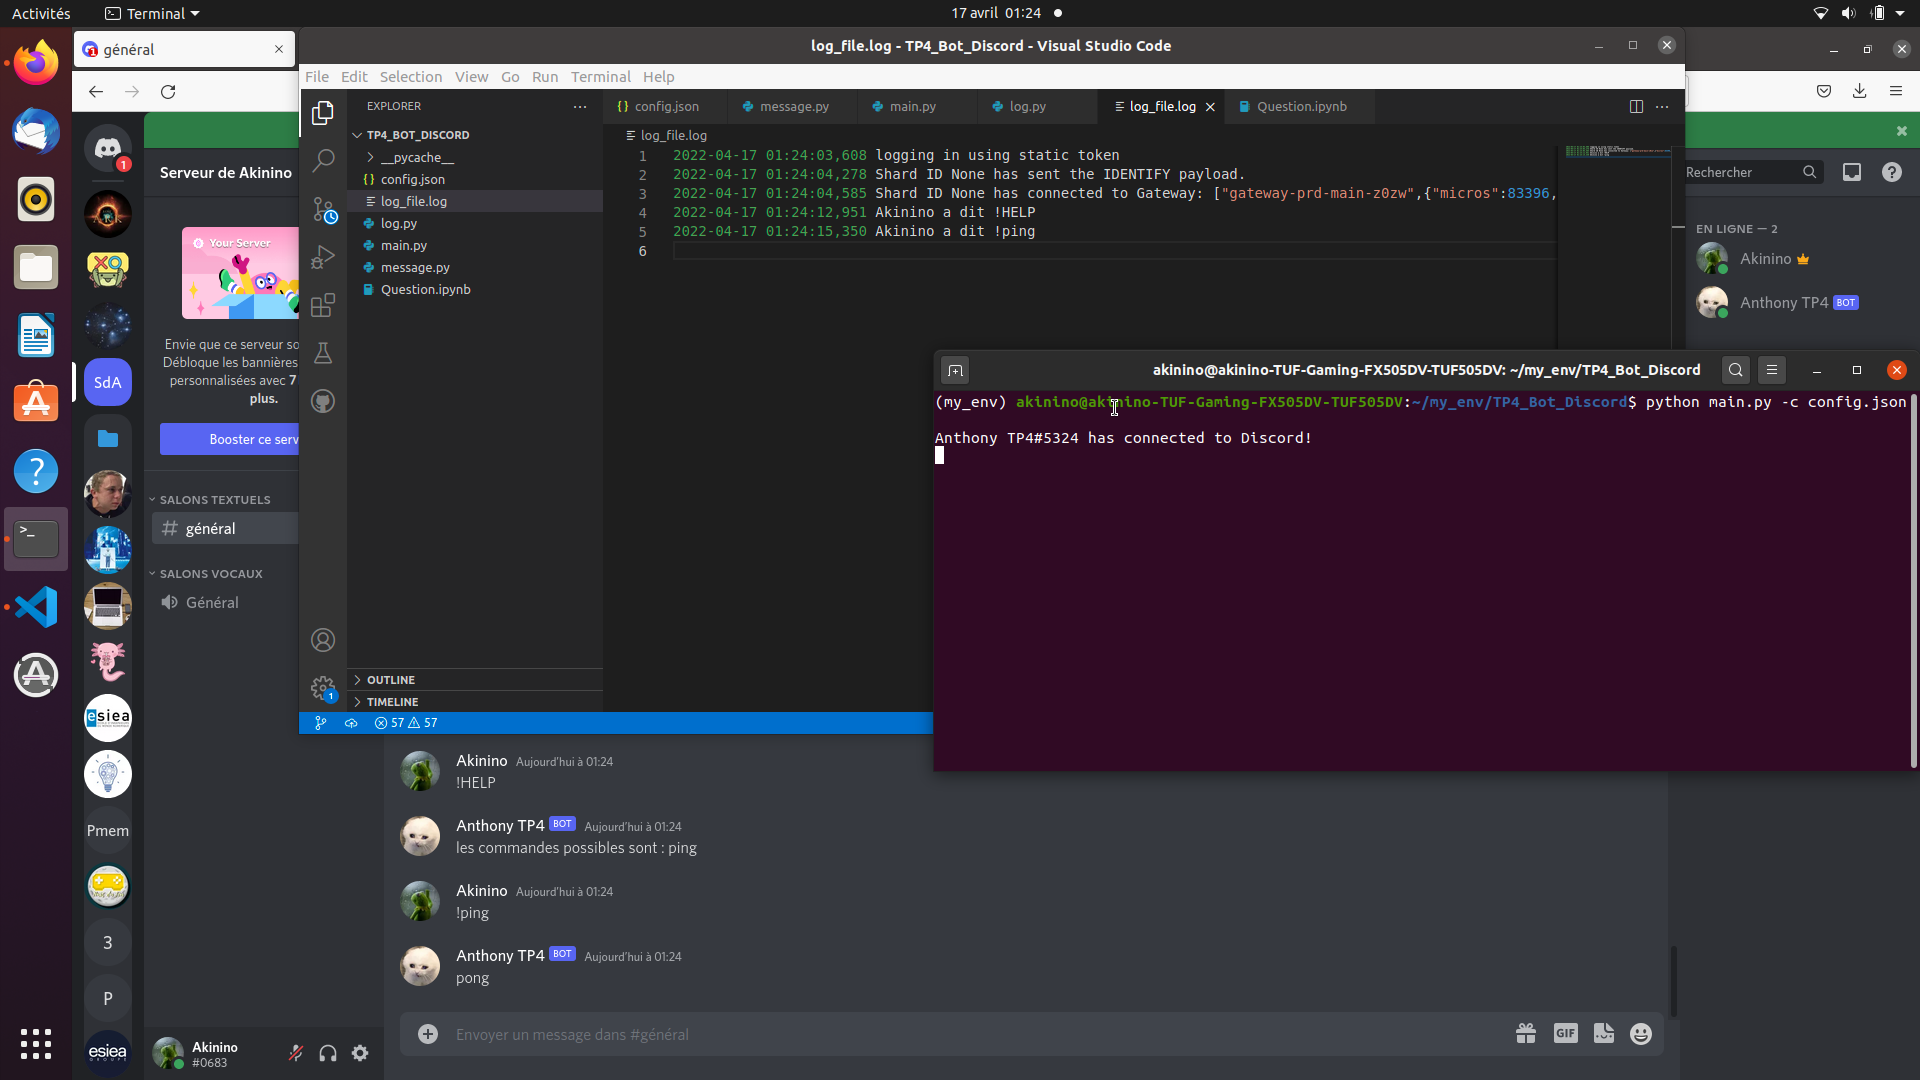 Activités
Terminal
17 avril 01:24
général
log_file.log - TP4_Bot_Discord - Visual Studio Code
File Edit Selection View Go Run Terminal Help
EXPLORER
config.json
message.py
main.py
log.py
log_file.log
Question.ipynb
TP4_BOT_DISCORD
__pycache__
config.json
log_file.log
log.py
main.py
message.py
Question.ipynb
OUTLINE
TIMELINE
57 57
1
log_file.log
1 2022-04-17 01:24:03,608 logging in using static token
2 2022-04-17 01:24:04,278 Shard ID None has sent the IDENTIFY payload.
3 2022-04-17 01:24:04,585 Shard ID None has connected to Gateway: ["gateway-prd-main-z0zw",{"micros":83396,
4 2022-04-17 01:24:12,951 Akinino a dit !HELP
5 2022-04-17 01:24:15,350 Akinino a dit !ping
6
akinino@akinino-TUF-Gaming-FX505DV-TUF505DV: ~/my_env/TP4_Bot_Discord
(my_env) akinino@akinino-TUF-Gaming-FX505DV-TUF505DV:~/my_env/TP4_Bot_Discord$ python main.py -c config.json
Anthony TP4#5324 has connected to Discord!
1
XO
SdA
esiea
Pmem
3
P
esiea
Serveur de Akinino
Your Server
Envie que ce serveur so
Débloque les bannières
personnalisées avec 7
plus.
Booster ce serv
SALONS TEXTUELS
général
SALONS VOCAUX
Général
Akinino
#0683
Rechercher
EN LIGNE — 2
Akinino
Anthony TP4 BOT
Akinino Aujourd'hui à 01:24
!HELP
Anthony TP4 BOT Aujourd'hui à 01:24
les commandes possibles sont : ping
Akinino Aujourd'hui à 01:24
!ping
Anthony TP4 BOT Aujourd'hui à 01:24
pong
Envoyer un message dans #général
GIF